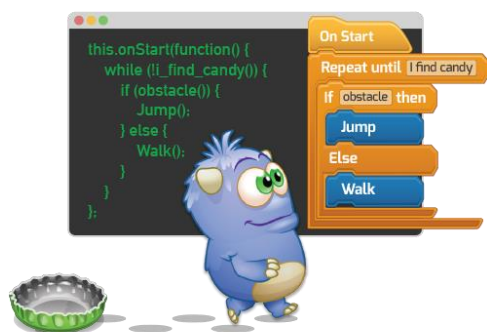 this.onStart(function() {
while (!i_find_candy()) {
if (obstacle()) {
Jump();
} else {
Walk();
}
}
};
On Start
Repeat until I find candy
If obstacle then
Jump
Else
Walk